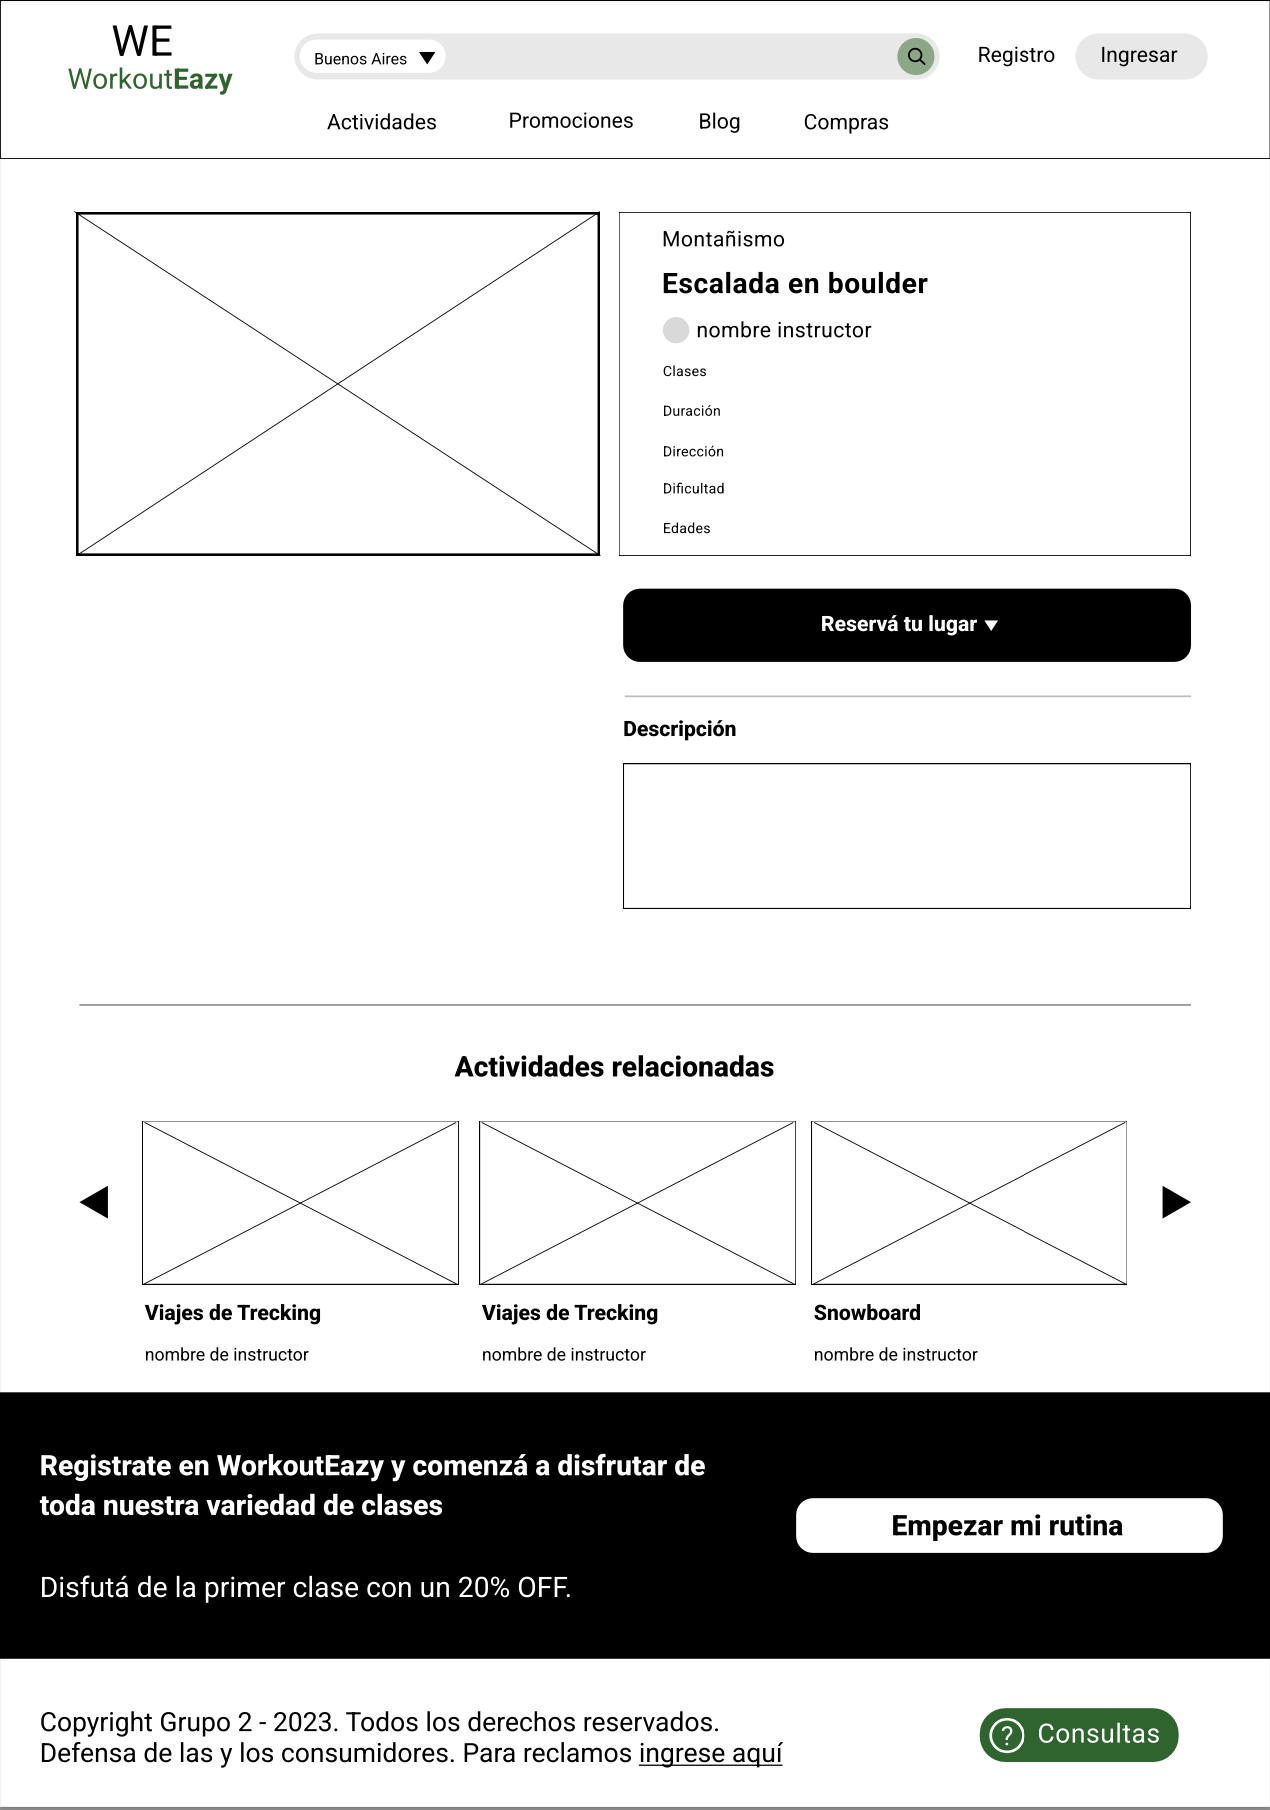 WE
WorkoutEazy
Buenos Aires
Registro
Ingresar
Actividades
Promociones
Blog
Compras
Montañismo
Escalada en boulder
nombre instructor
Clases
Duración
Dirección
Dificultad
Edades
Reservá tu lugar
Descripción
Actividades relacionadas
Viajes de Trecking
nombre de instructor
Viajes de Trecking
nombre de instructor
Snowboard
nombre de instructor
Registrate en WorkoutEazy y comenzá a disfrutar de
toda nuestra variedad de clases
Disfutá de la primer clase con un 20% OFF.
Empezar mi rutina
Copyright Grupo 2 - 2023. Todos los derechos reservados.
Defensa de las y los consumidores. Para reclamos ingrese aquí
? Consultas